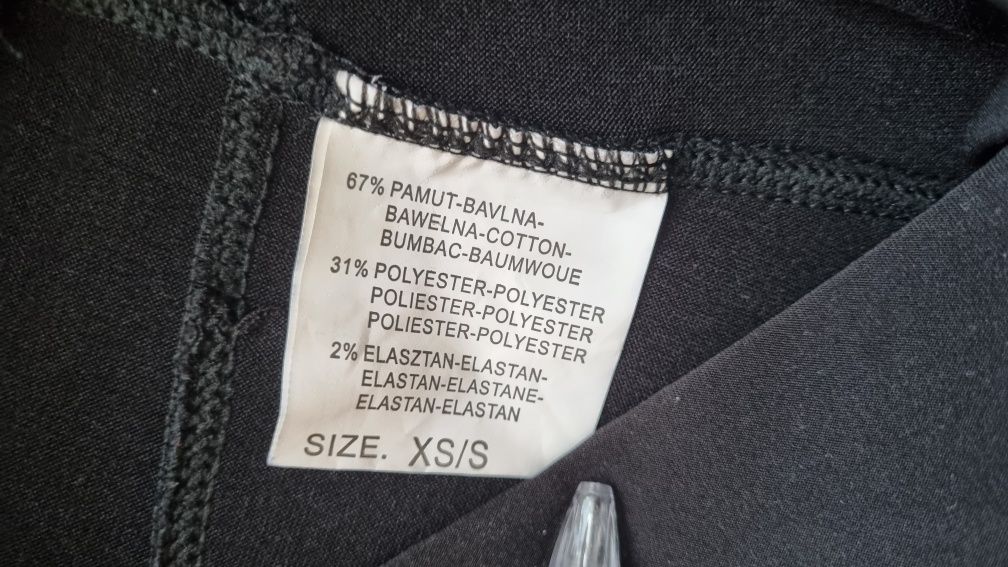 67% PAMUT-BAVLNA-
BAWELNA-COTTON-
BUMBAC-BAUMWOUE
31% POLYESTER-POLYESTER
POLIESTER-POLYESTER
POLIESTER-POLYESTER
2% ELASZTAN-ELASTAN-
ELASTAN-ELASTANE-
ELASTAN-ELASTAN
SIZE. XS/S